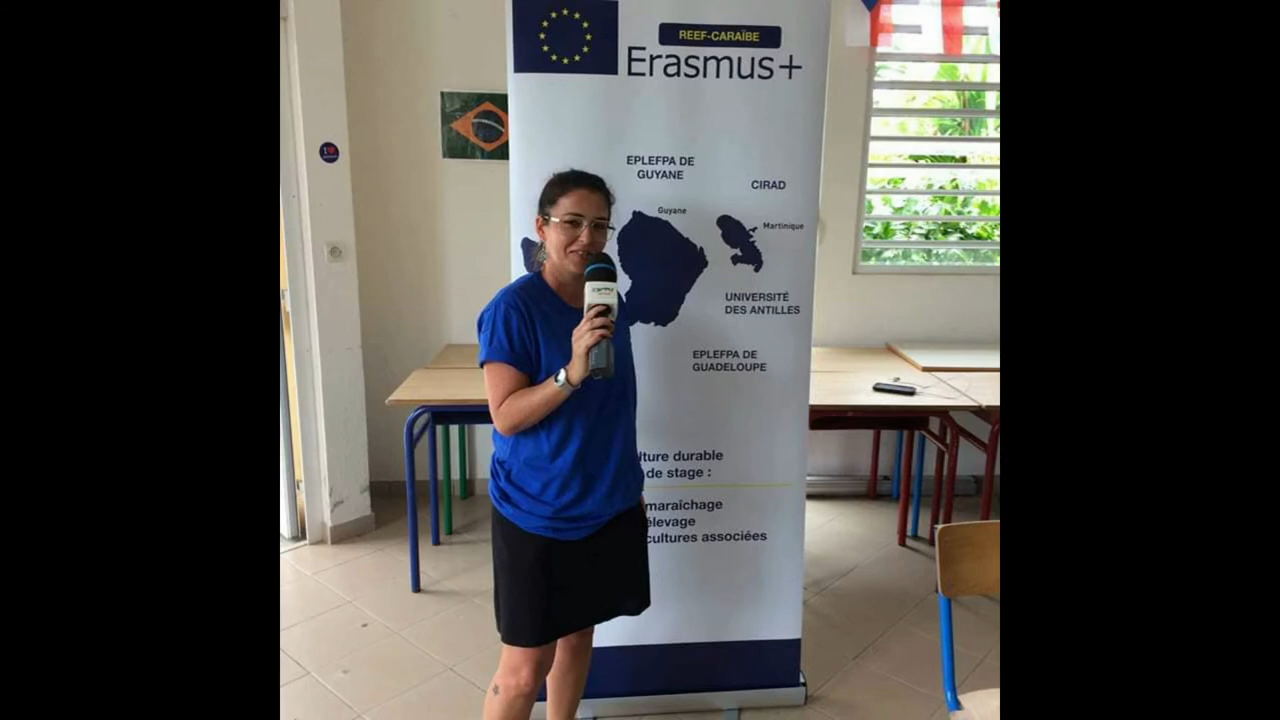 REEF-CARAÏBE
Erasmus+
EPLEFPA DE
GUYANE
CIRAD
Guyane
Martinique
UNIVERSITÉ
DES ANTILLES
EPLEFPA DE
GUADELOUPE
lture durable
de stage :
maraîchage
élevage
cultures associées